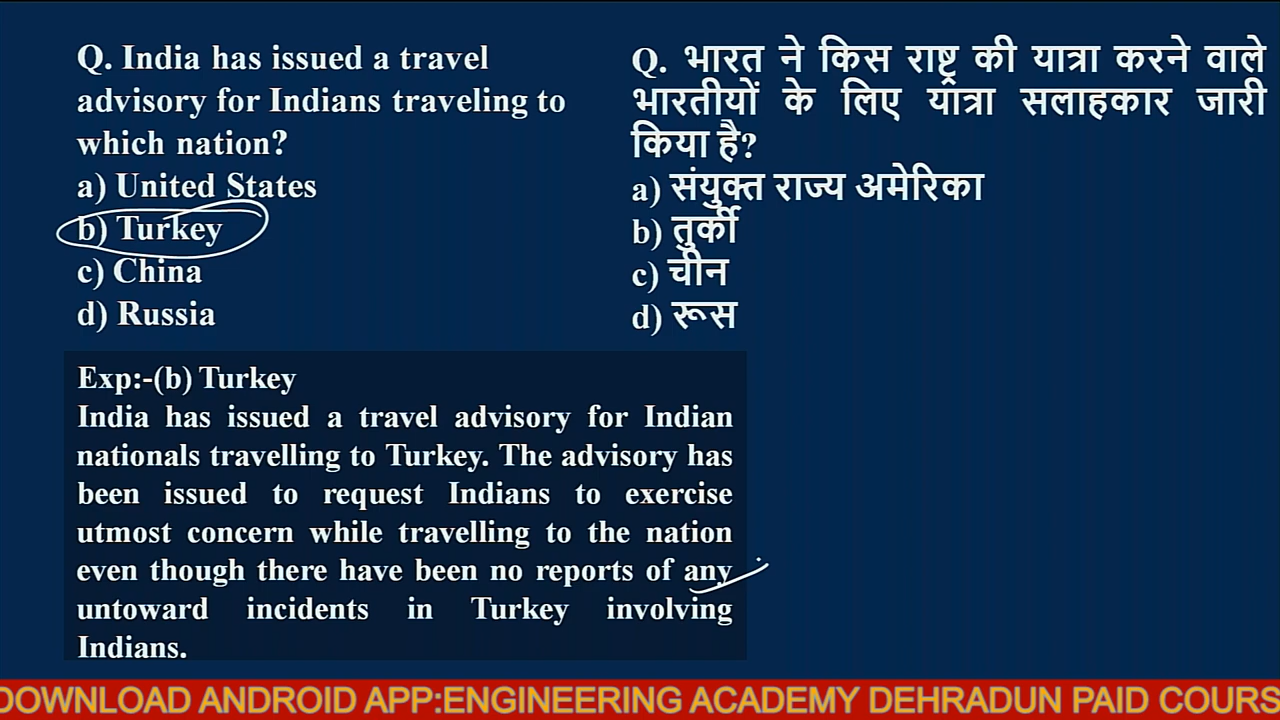 Q. India has issued a travel
advisory for Indians traveling to
which nation?
a) United States
b) Turkey
c) China
d) Russia
Q. भारत ने किस राष्ट्र की यात्रा करने वाले
भारतीयों के लिए यात्रा सलाहकार जारी
किया है?
a) संयुक्त राज्य अमेरिका
b) तुर्की
c) चीन
d) रूस
Exp:-(b) Turkey
India has issued a travel advisory for Indian
nationals travelling to Turkey. The advisory has
been issued to request Indians to exercise
utmost concern while travelling to the nation
even though there have been no reports of any
untoward incidents in Turkey involving
Indians.
DOWNLOAD ANDROID APP:ENGINEERING ACADEMY DEHRADUN PAID COURS